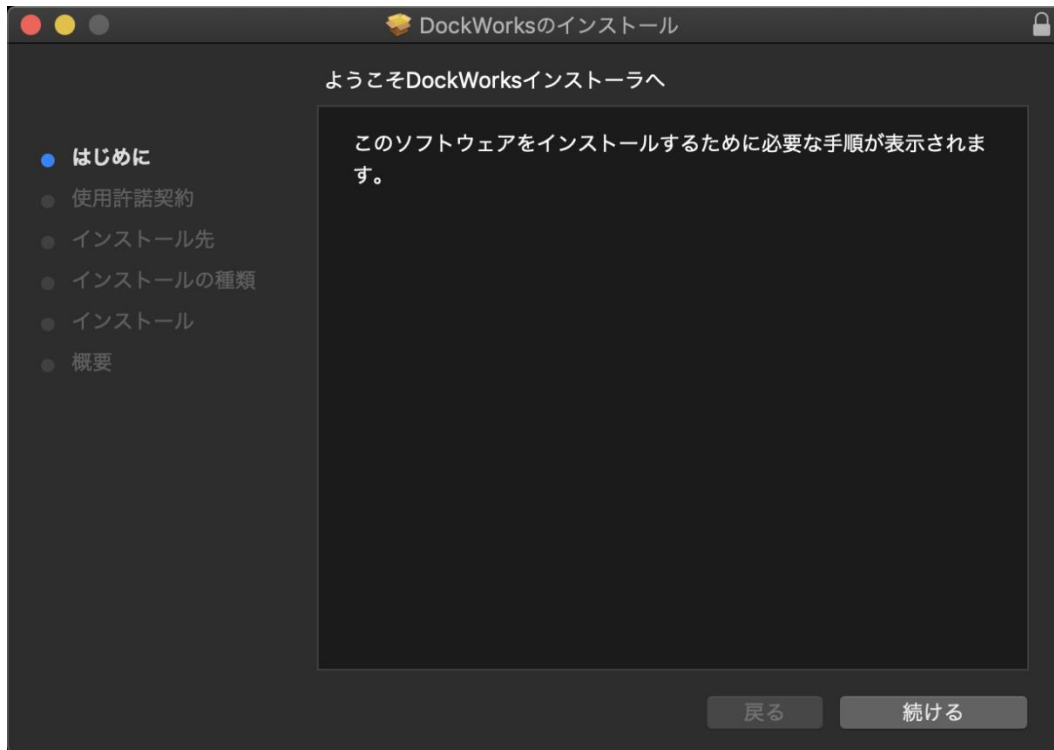 DockWorksのインストール
ようこそDockWorksインストーラへ
はじめに
使用許諾契約
インストール先
インストールの種類
インストール
概要
このソフトウェアをインストールするために必要な手順が表示されま
す。
戻る
続ける